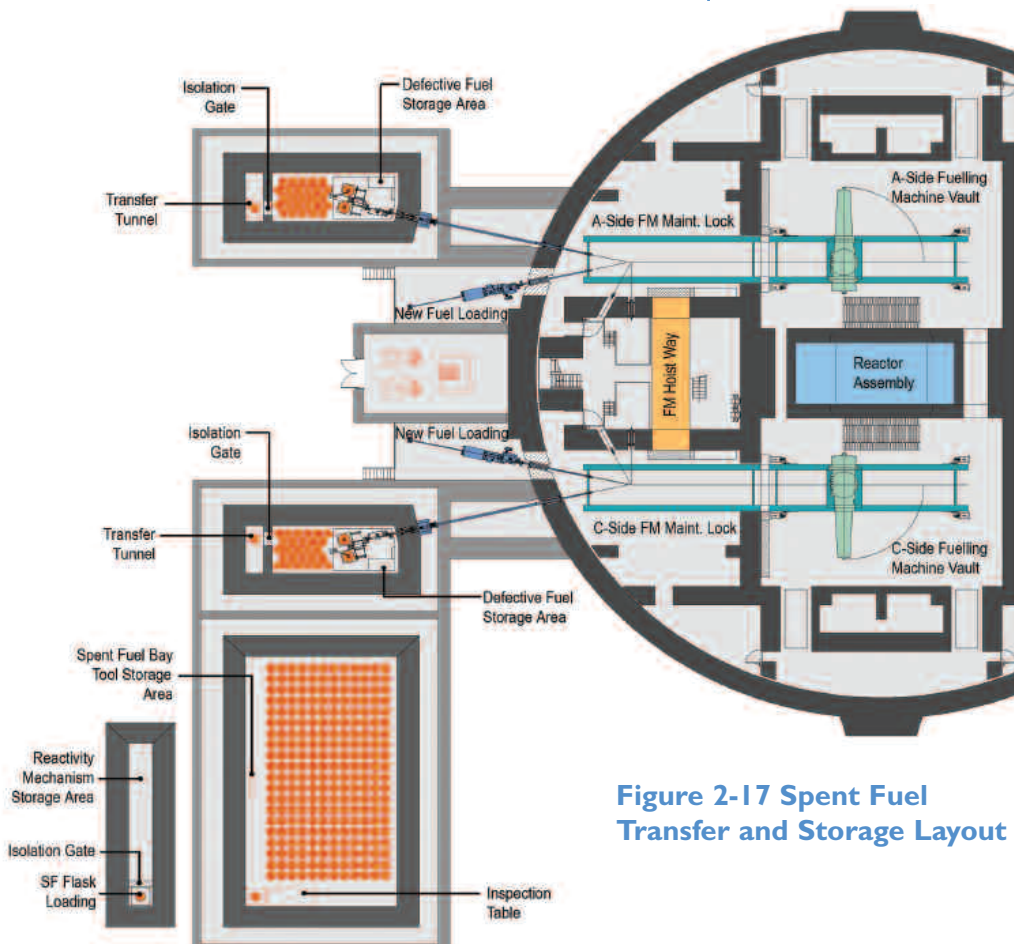 Isolation
Gate
Defective Fuel
Storage Area
Transfer
Tunnel
A-Side Fuelling
Machine Vault
A-Side FM Maint. Lock
New Fuel Loading
FM Hoist Way
Reactor
Assembly
Isolation
Gate
New Fuel Loading
Transfer
Tunnel
C-Side FM Maint. Lock
C-Side Fuelling
Machine Vault
Defective Fuel
Storage Area
Spent Fuel Bay
Tool Storage
Area
Reactivity
Mechanism
Storage Area
Isolation Gate
SF Flask
Loading
Inspection
Table
Figure 2-17 Spent Fuel
Transfer and Storage Layout